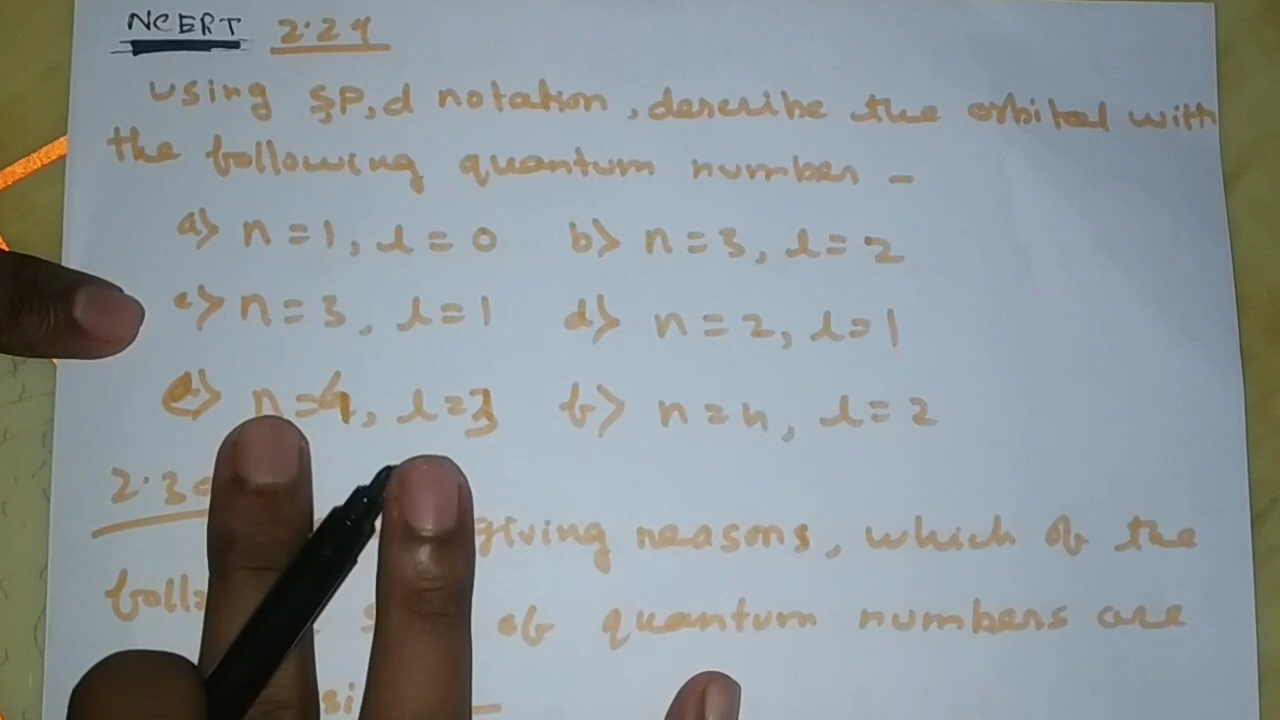 NCERT 2.29
Using s,p,d notation, describe the orbital with
the following quantum number -
a) n=1, l=0 b) n=3, l=2
c) n=3, l=1 d) n=2, l=1
e) n=4, l=3 f) n=4, l=2
giving reasons, which of the
of quantum numbers are